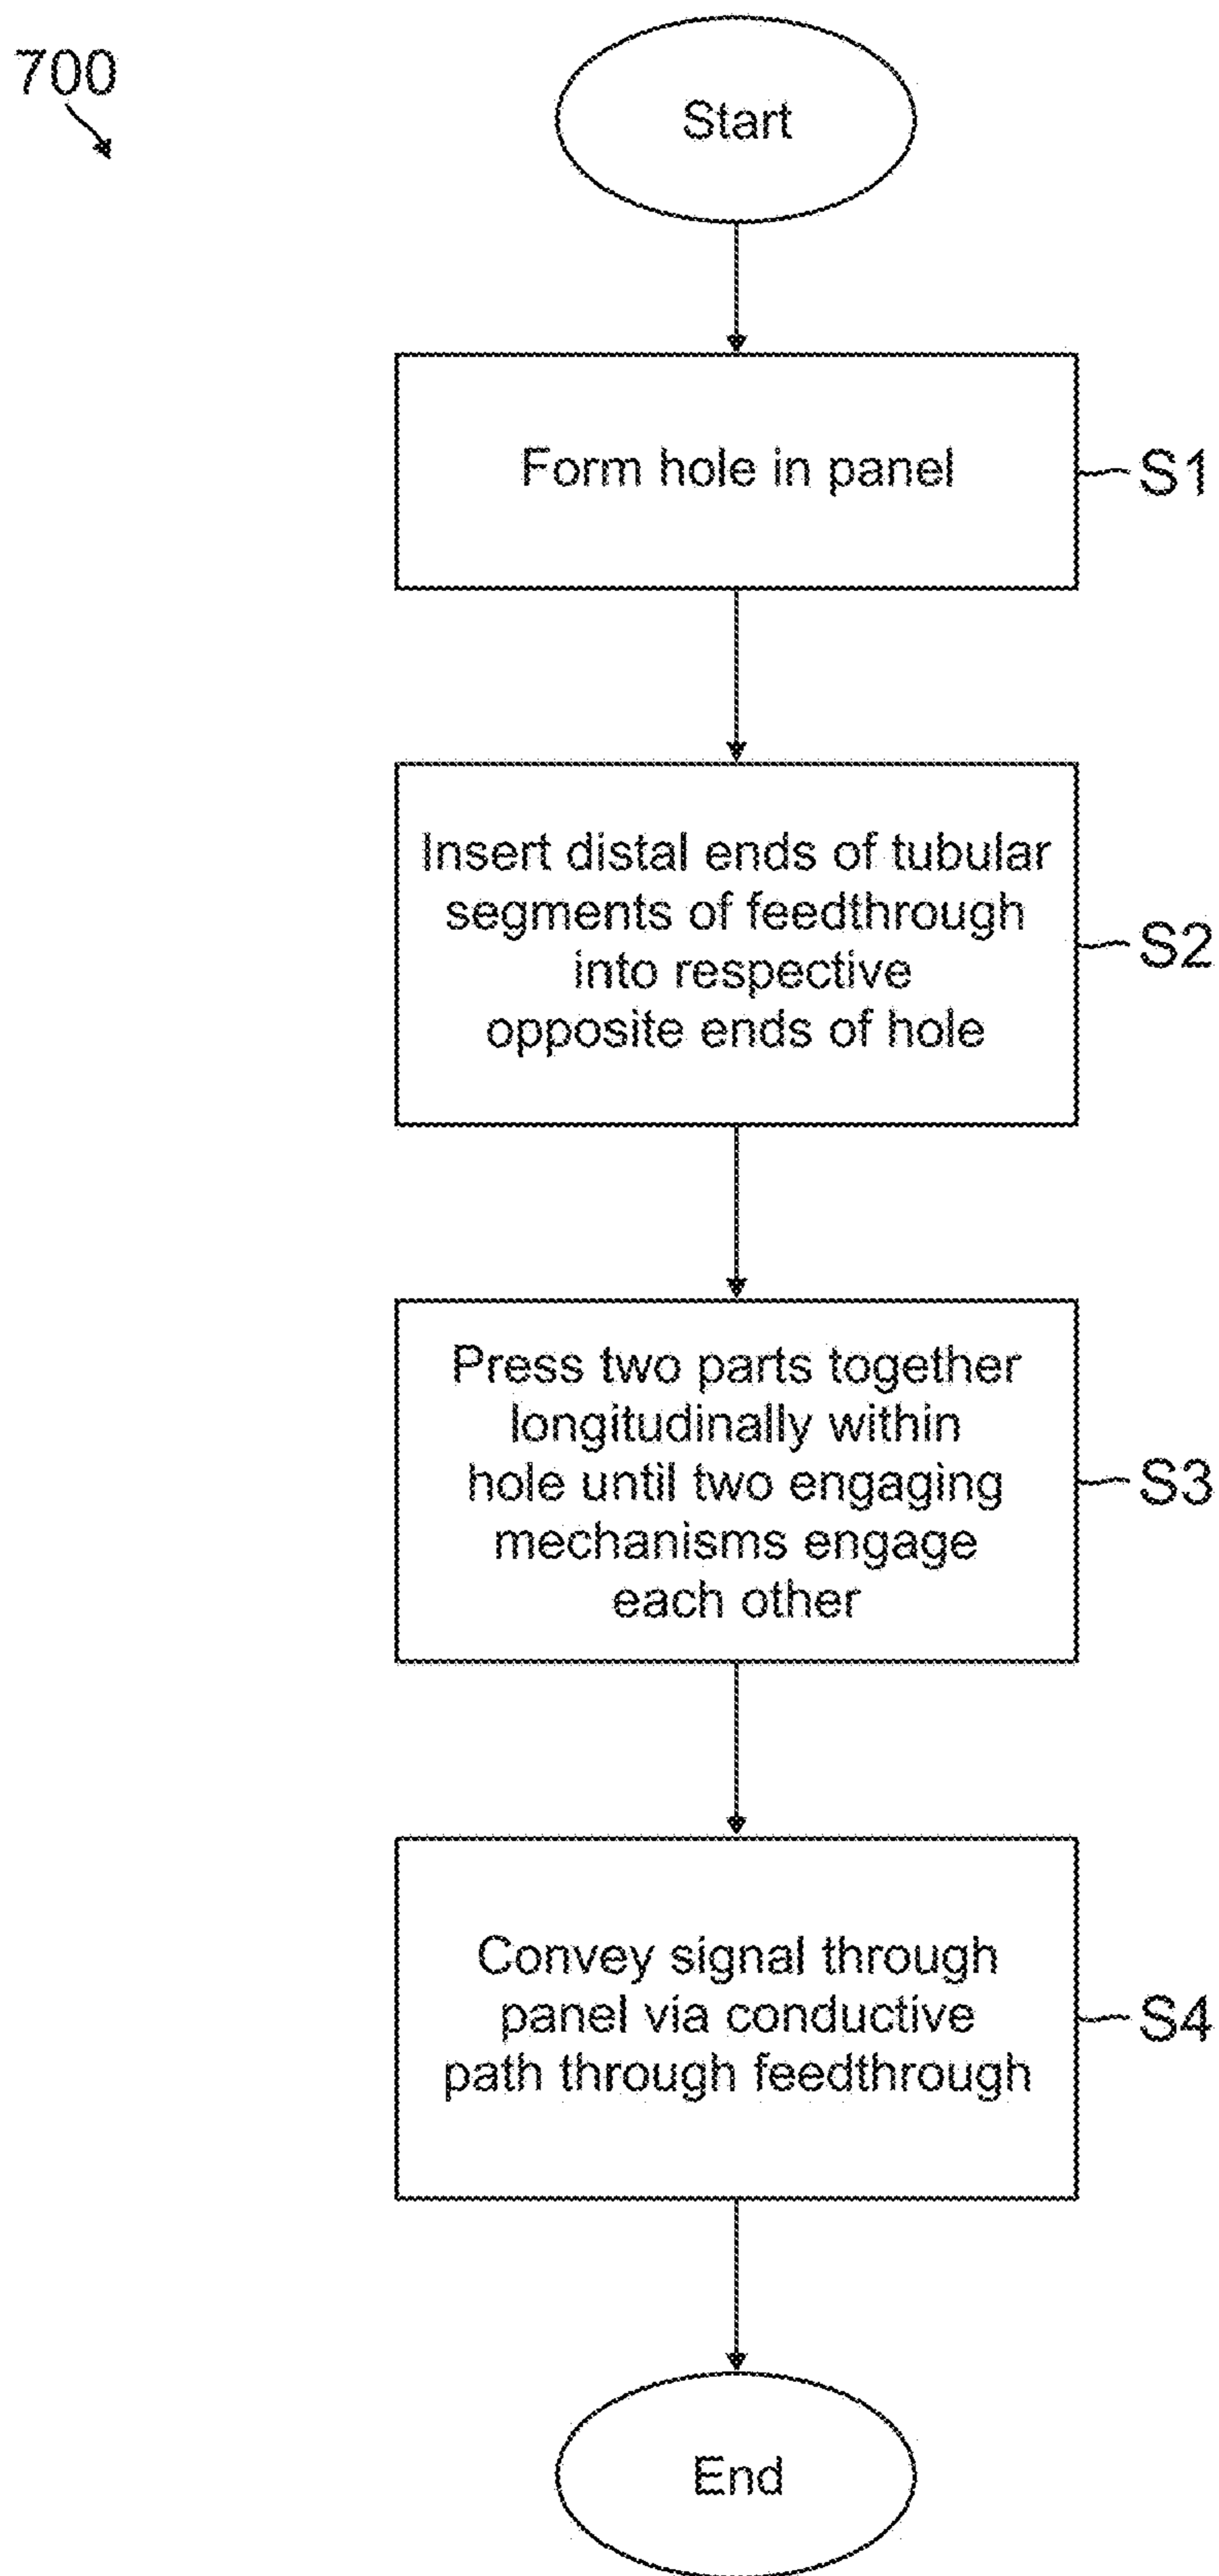 700
Start
Form hole in panel
S1
Insert distal ends of tubular
segments of feedthrough
into respective
opposite ends of hole
S2
Press two parts together
longitudinally within
hole until two engaging
mechanisms engage
each other
S3
Convey signal through
panel via conductive
path through feedthrough
S4
End